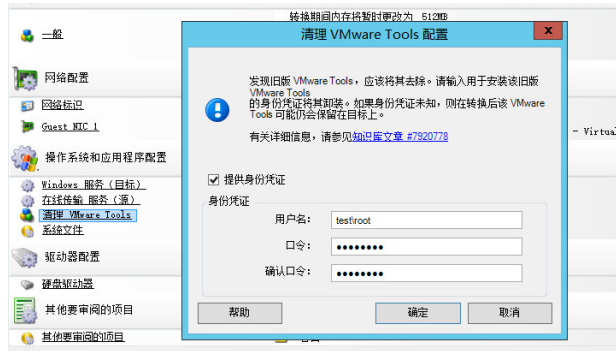 转换期间内存将暂时更改为 512MB
一般
清理 VMware Tools 配置
x
网络配置
发现旧版 VMware Tools，应该将其去除。请输入用于安装该旧版
VMware Tools
的身份凭证将其卸装。如果身份凭证未知，则在转换后该 VMware
Tools 可能仍会保留在目标上。
网络标识
Guest NIC 1
- Virtual
有关详细信息，请参见知识库文章 #7920778
操作系统和应用程序配置
提供身份凭证
Windows 服务（目标）
在线传输 服务（源）
身份凭证
清理 VMware Tools
用户名：
test\root
系统文件
口令：
••••••••
驱动器配置
确认口令：
••••••••
硬盘驱动器
其他要审阅的项目
帮助
确定
取消
其他要审阅的项目